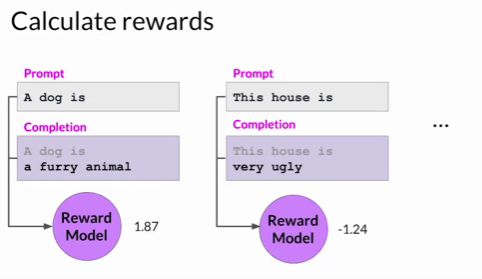 Calculate rewards
Prompt
A dog is
Completion
A dog is
a furry animal
Reward
Model
1.87
Prompt
This house is
Completion
This house is
very ugly
Reward
Model
-1.24
...